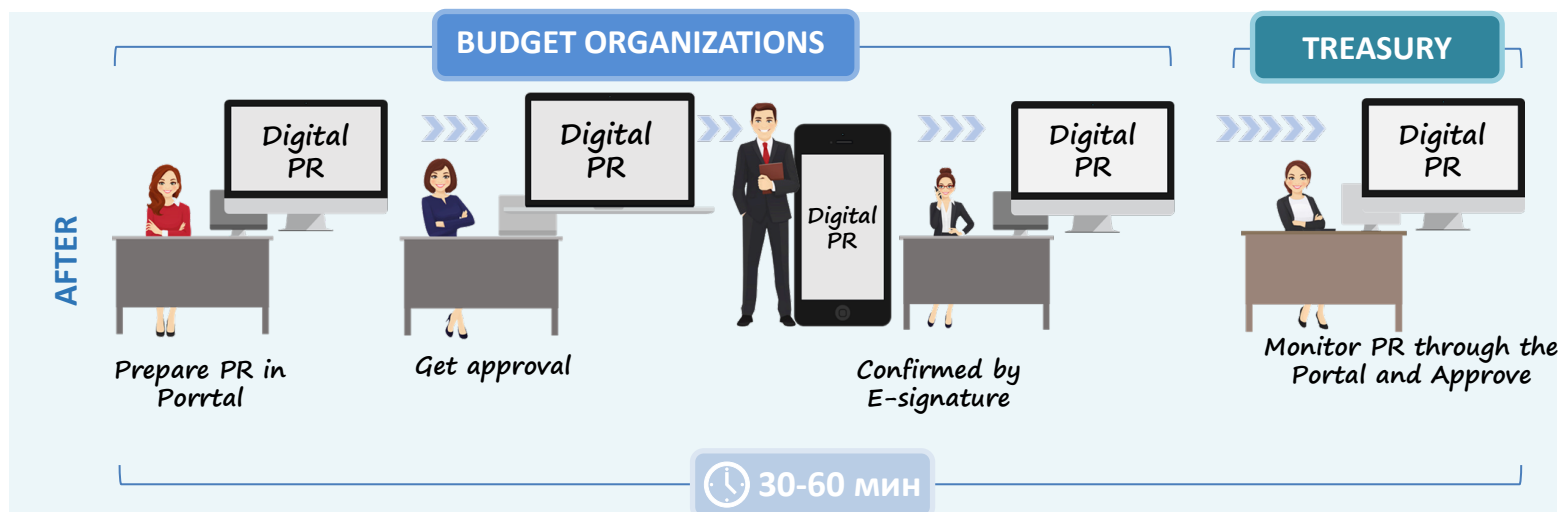 BUDGET ORGANIZATIONS
TREASURY
AFTER
Digital
PR
Digital
PR
Digital
PR
Digital
PR
Digital
PR
Prepare PR in
Porrtal
Get approval
Confirmed by
E-signature
Monitor PR through the
Portal and Approve
30-60 мин